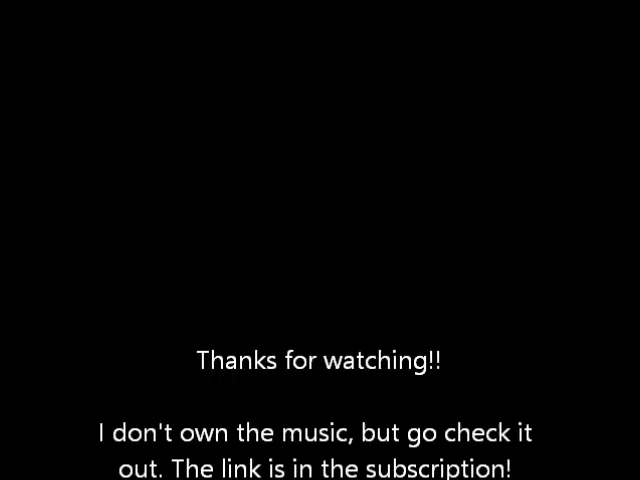 Thanks for watching!!
I don't own the music, but go check it
out. The link is in the subscription!